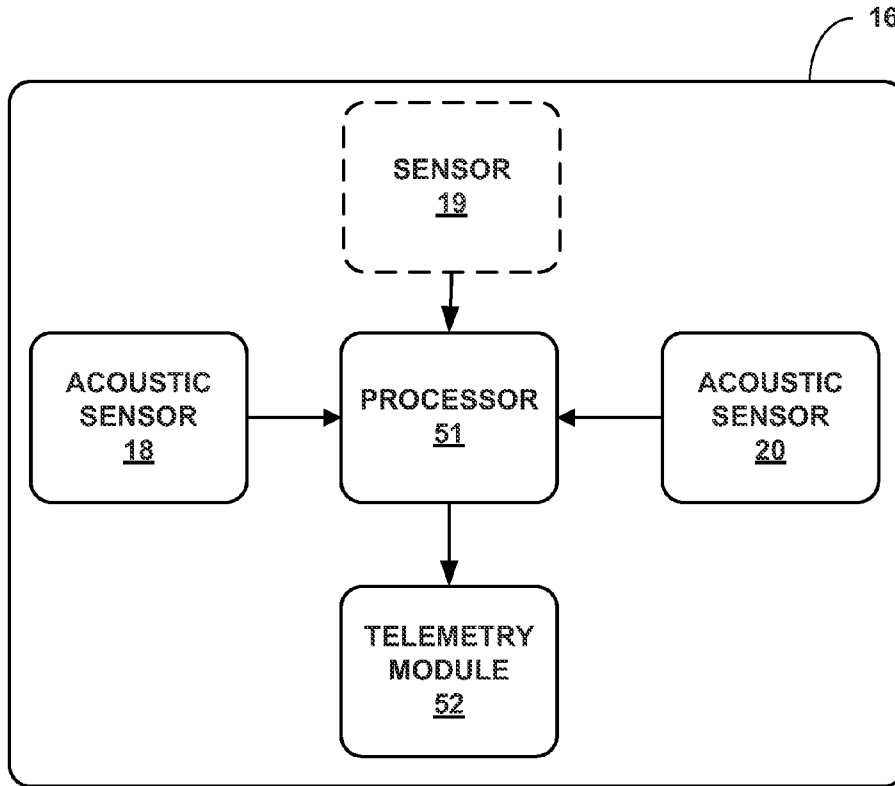 16
SENSOR
19
ACOUSTIC
SENSOR
18
PROCESSOR
51
ACOUSTIC
SENSOR
20
TELEMETRY
MODULE
52